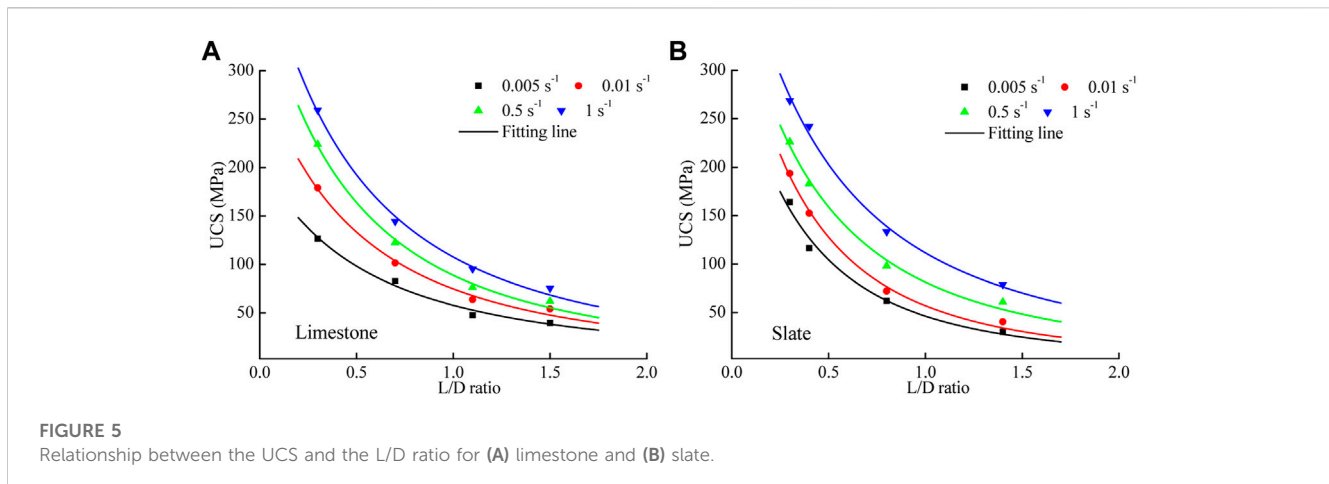 A
300
250
200
150
100
50
UCS (MPa)
0.005 s⁻¹ 0.01 s⁻¹
0.5 s⁻¹ 1 s⁻¹
Fitting line
Limestone
0.0 0.5 1.0 1.5 2.0
L/D ratio
B
300
250
200
150
100
50
UCS (MPa)
0.005 s⁻¹ 0.01 s⁻¹
0.5 s⁻¹ 1 s⁻¹
Fitting line
Slate
0.0 0.5 1.0 1.5 2.0
L/D ratio
FIGURE 5
Relationship between the UCS and the L/D ratio for (A) limestone and (B) slate.